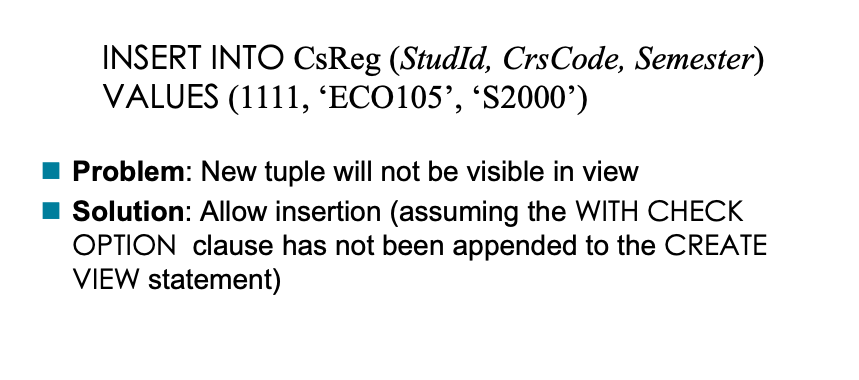 INSERT INTO CsReg (StudId, CrsCode, Semester)
VALUES (1111, ‘ECO105’, ‘S2000’)
Problem: New tuple will not be visible in view
Solution: Allow insertion (assuming the WITH CHECK
OPTION clause has not been appended to the CREATE
VIEW statement)